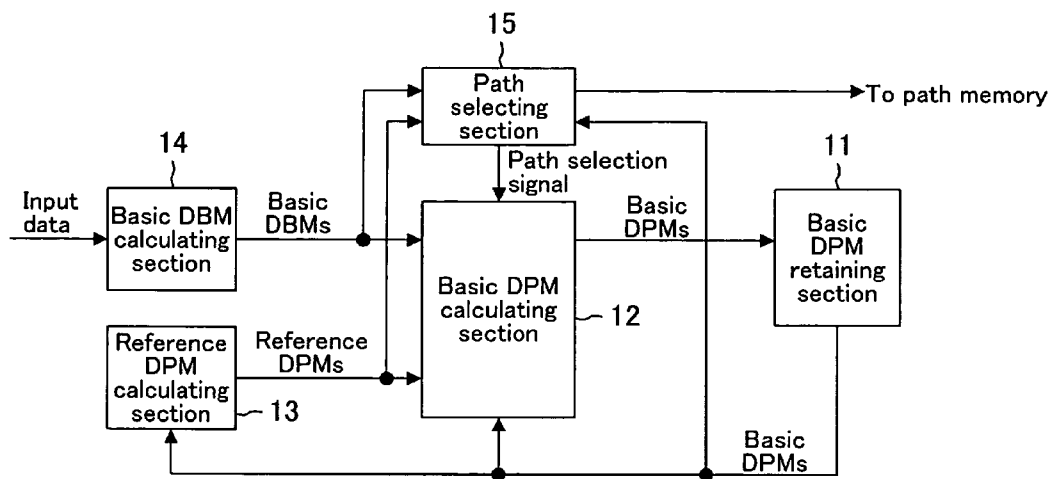 15
Path
selecting
section
To path memory
14
Path selection
signal
11
Input
data
Basic DBM
calculating
section
Basic
DBMs
Basic
DPMs
Basic
DPM
retaining
section
Basic DPM
calculating
section
12
Reference
DPM
calculating
section
Reference
DPMs
13
Basic
DPMs